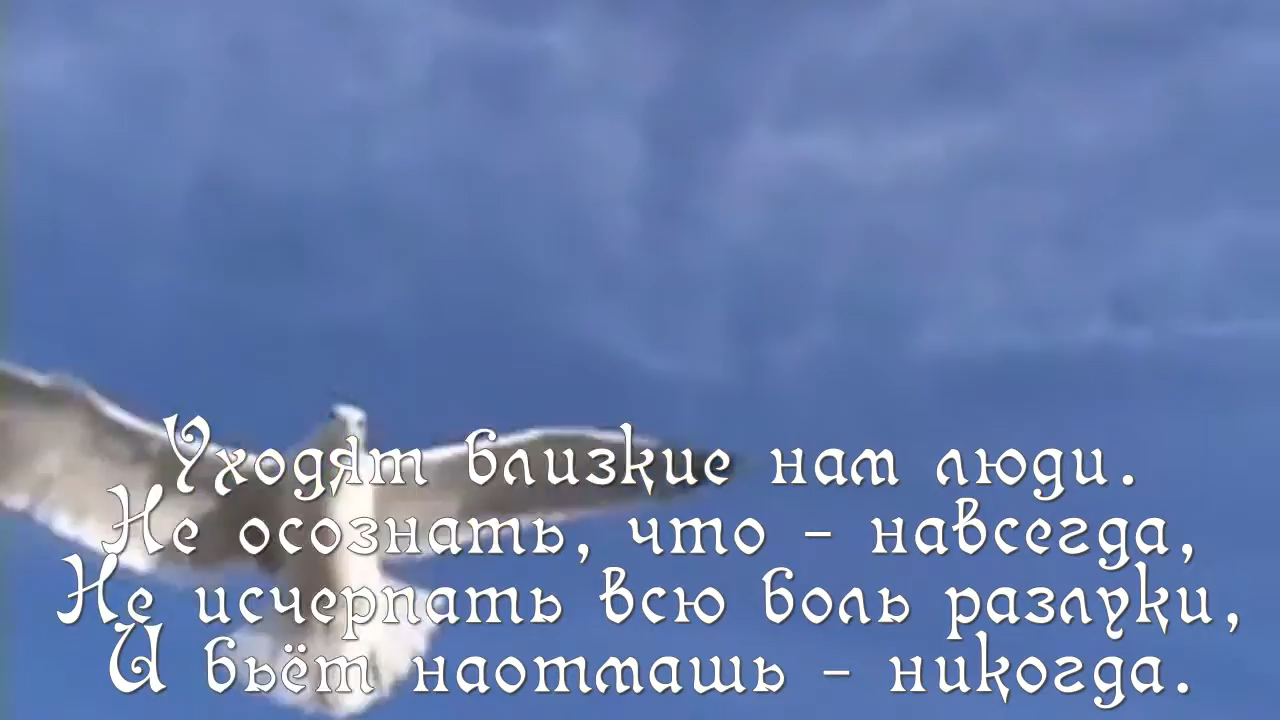 Уходят близкие нам люди.
Не осознать, что - навсегда,
Не исчерпать всю боль разлуки,
И бьёт наотмашь - никогда.